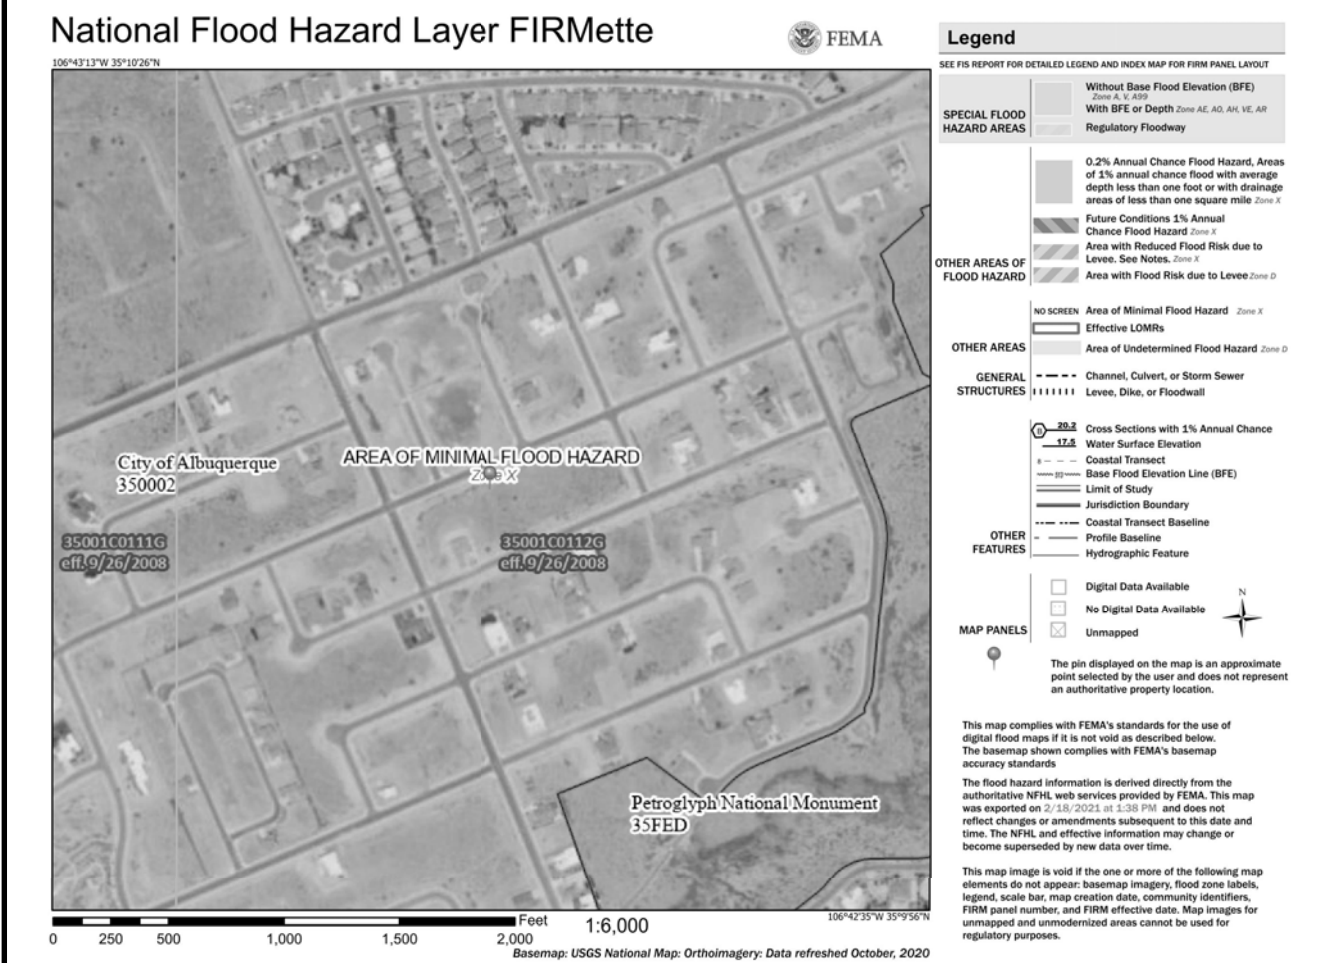 National Flood Hazard Layer FIRMette
FEMA
106°43'13"W 35°10'26"N
AREA OF MINIMAL FLOOD HAZARD
Zone X
City of Albuquerque
350002
35001C0111G
eff. 9/26/2008
35001C0112G
eff. 9/26/2008
Petroglyph National Monument
35FED
106°42'35"W 35°9'56"N
Feet
1:6,000
0 250 500 1,000 1,500 2,000
Basemap: USGS National Map: Orthoimagery: Data refreshed October, 2020
Legend
SEE FIS REPORT FOR DETAILED LEGEND AND INDEX MAP FOR FIRM PANEL LAYOUT
SPECIAL FLOOD
HAZARD AREAS
Without Base Flood Elevation (BFE)
Zone A, V, A99
With BFE or Depth Zone AE, AO, AH, VE, AR
Regulatory Floodway
OTHER AREAS OF
FLOOD HAZARD
0.2% Annual Chance Flood Hazard, Areas
of 1% annual chance flood with average
depth less than one foot or with drainage
areas of less than one square mile Zone X
Future Conditions 1% Annual
Chance Flood Hazard Zone X
Area with Reduced Flood Risk due to
Levee. See Notes. Zone X
Area with Flood Risk due to Levee Zone D
OTHER AREAS
NO SCREEN Area of Minimal Flood Hazard Zone X
Effective LOMRs
Area of Undetermined Flood Hazard Zone D
GENERAL
STRUCTURES
Channel, Culvert, or Storm Sewer
Levee, Dike, or Floodwall
OTHER
FEATURES
B 20.2 Cross Sections with 1% Annual Chance
17.5 Water Surface Elevation
Coastal Transect
Base Flood Elevation Line (BFE)
Limit of Study
Jurisdiction Boundary
Coastal Transect Baseline
Profile Baseline
Hydrographic Feature
MAP PANELS
Digital Data Available
No Digital Data Available
Unmapped
N
The pin displayed on the map is an approximate
point selected by the user and does not represent
an authoritative property location.
This map complies with FEMA's standards for the use of
digital flood maps if it is not void as described below.
The basemap shown complies with FEMA's basemap
accuracy standards
The flood hazard information is derived directly from the
authoritative NFHL web services provided by FEMA. This map
was exported on 2/18/2021 at 1:38 PM and does not
reflect changes or amendments subsequent to this date and
time. The NFHL and effective information may change or
become superseded by new data over time.
This map image is void if the one or more of the following map
elements do not appear: basemap imagery, flood zone labels,
legend, scale bar, map creation date, community identifiers,
FIRM panel number, and FIRM effective date. Map images for
unmapped and unmodernized areas cannot be used for
regulatory purposes.